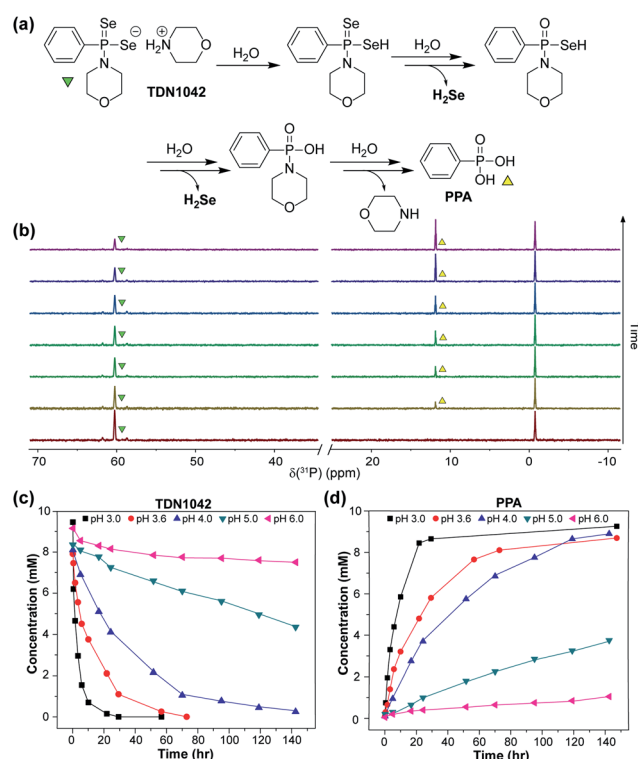 (a)
Se
Se ⊖
P
N
O
⊕
H₂N
O
TDN1042
H₂O
Se
P SeH
N
O
H₂O
H₂Se
O
P SeH
N
O
H₂O
H₂Se
O
P OH
N
O
H₂O
O NH
O
P OH
OH
PPA
(b)
Time
70 60 50 40 20 10 0 -10
δ(³¹P) (ppm)
(c) TDN1042
pH 3.0 pH 3.6 pH 4.0 pH 5.0 pH 6.0
Concentration (mM)
10
8
6
4
2
0
0 20 40 60 80 100 120 140
Time (hr)
(d) PPA
pH 3.0 pH 3.6 pH 4.0 pH 5.0 pH 6.0
Concentration (mM)
10
8
6
4
2
0
0 20 40 60 80 100 120 140
Time (hr)